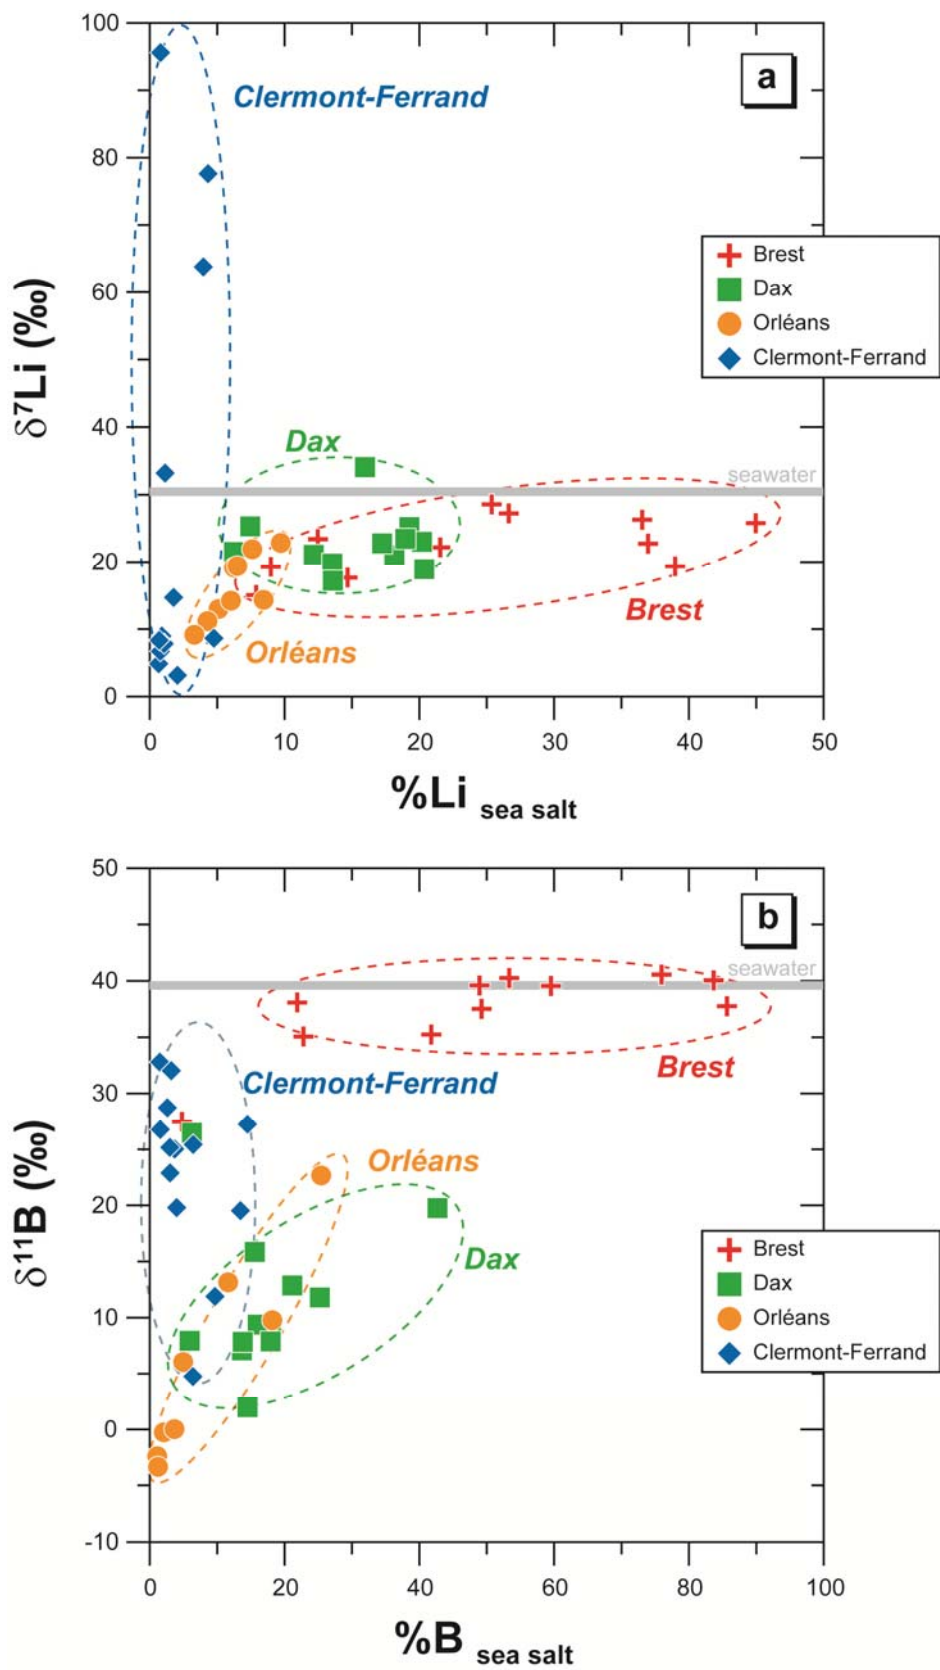 100
a
Clermont-Ferrand
80
Brest
Dax
Orléans
Clermont-Ferrand
60
δ⁷Li (‰)
40
Dax
seawater
20
Brest
Orléans
0
0 10 20 30 40 50
%Li sea salt
50
b
seawater
40
Brest
Clermont-Ferrand
30
Orléans
δ¹¹B (‰)
20
Dax
Brest
Dax
Orléans
Clermont-Ferrand
10
0
-10
0 20 40 60 80 100
%B sea salt